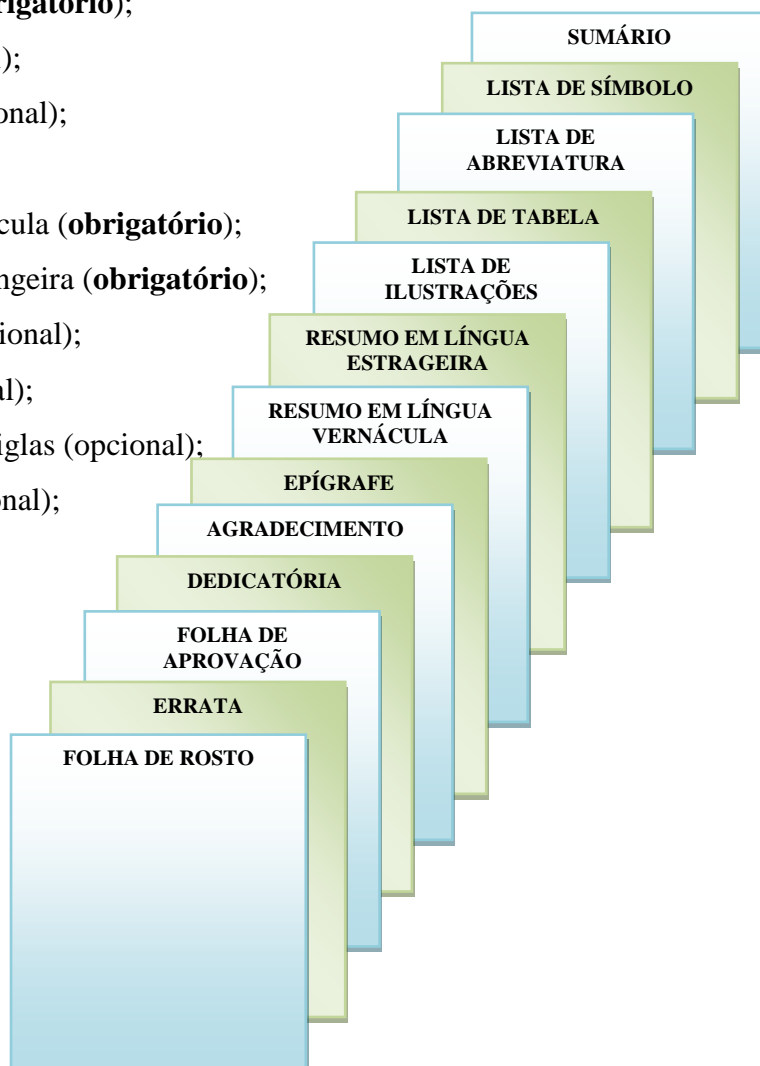 rigatório);
);
onal);
cula (obrigatório);
ngeira (obrigatório);
ional);
al);
iglas (opcional);
onal);
SUMÁRIO
LISTA DE SÍMBOLO
LISTA DE
ABREVIATURA
LISTA DE TABELA
LISTA DE
ILUSTRAÇÕES
RESUMO EM LÍNGUA
ESTRAGEIRA
RESUMO EM LÍNGUA
VERNÁCULA
EPÍGRAFE
AGRADECIMENTO
DEDICATÓRIA
FOLHA DE
APROVAÇÃO
ERRATA
FOLHA DE ROSTO